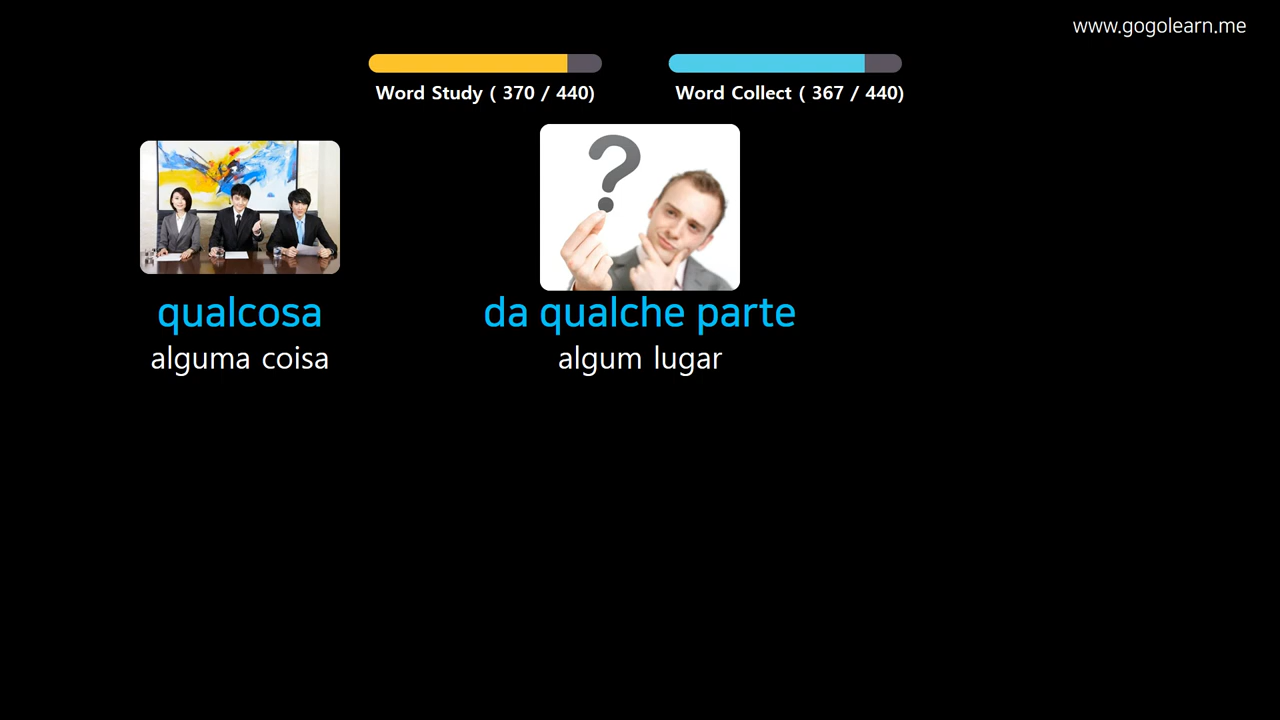 www.gogolearn.me
Word Study ( 370 / 440)
Word Collect ( 367 / 440)
?
qualcosa
alguma coisa
da qualche parte
algum lugar